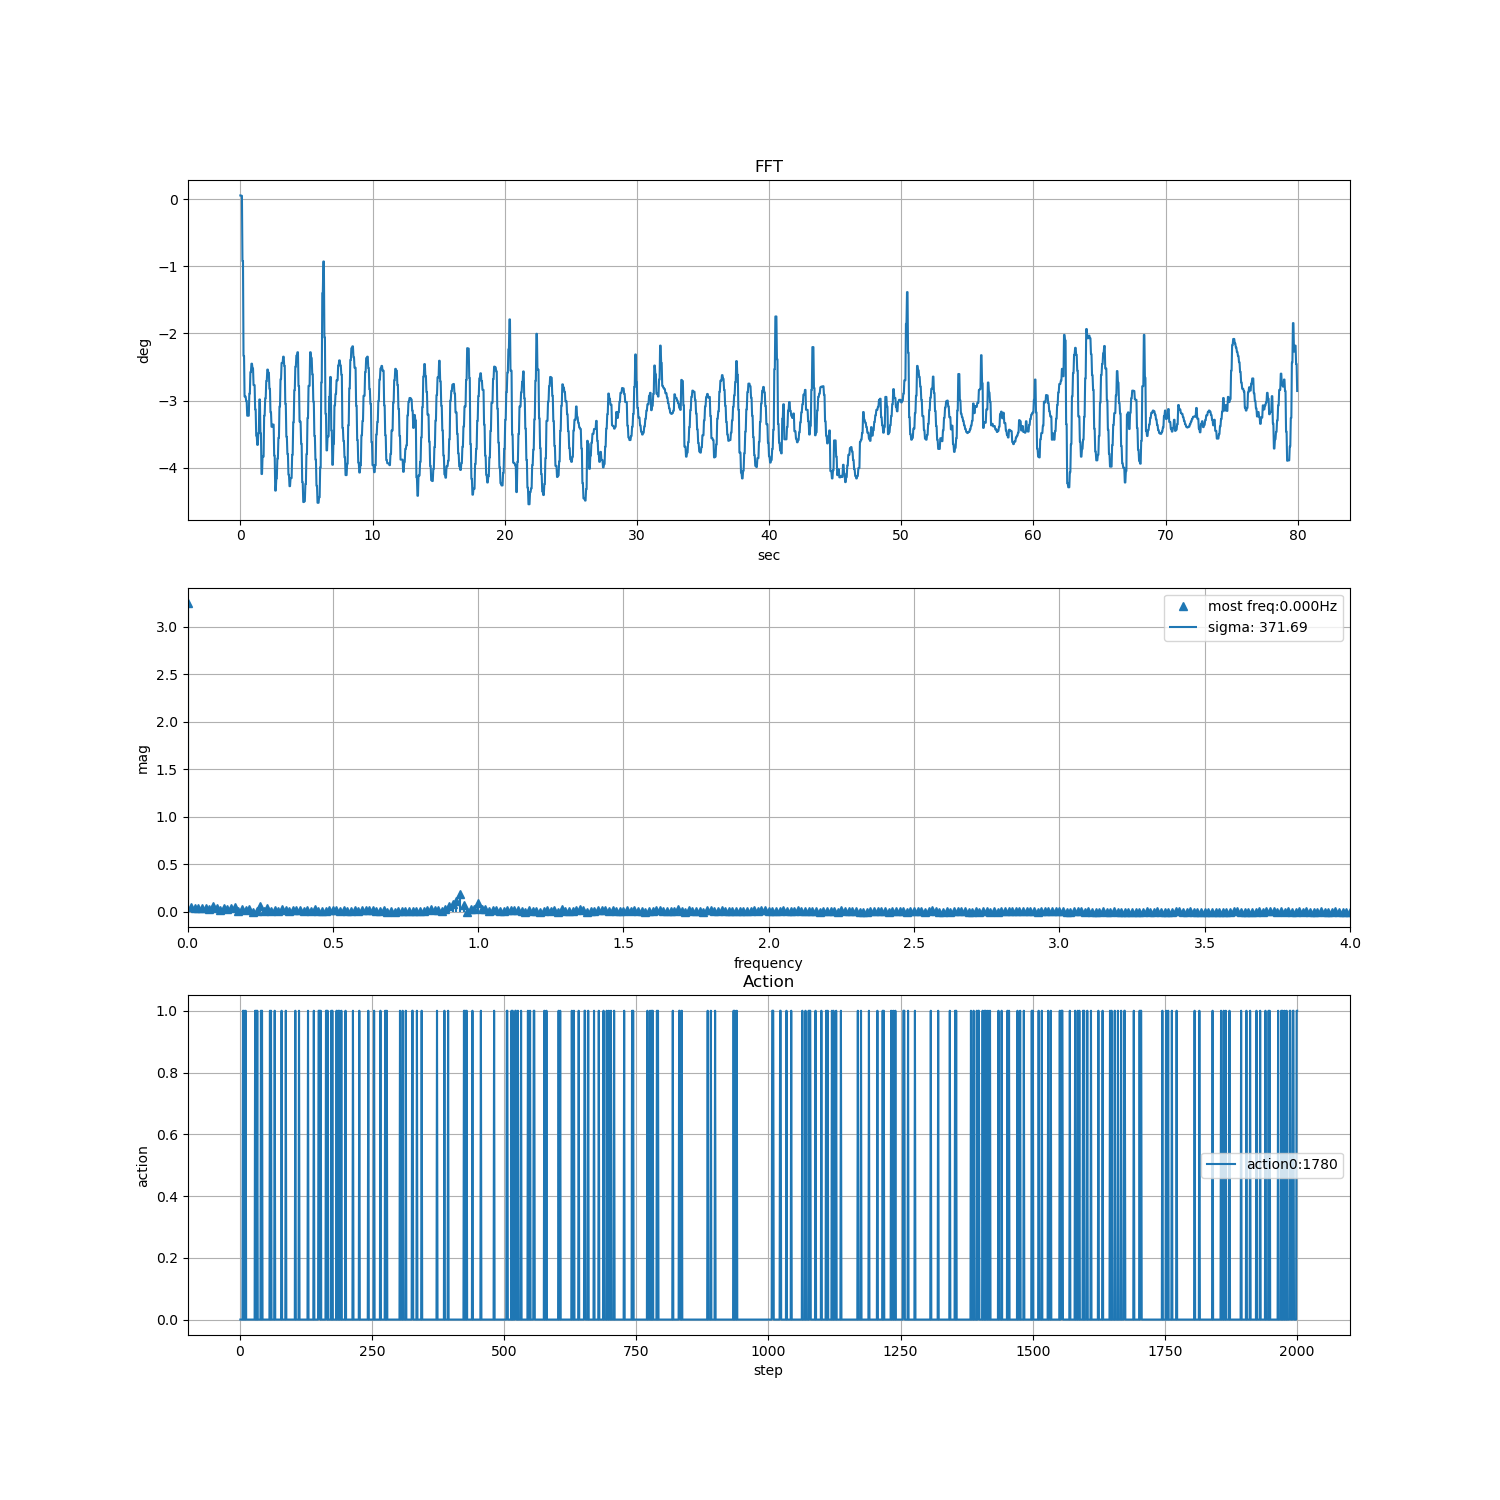 FFT
0
−1
−2
−3
−4
deg
0 10 20 30 40 50 60 70 80
sec
most freq:0.000Hz
sigma: 371.69
3.0
2.5
2.0
1.5
1.0
0.5
0.0
mag
0.0 0.5 1.0 1.5 2.0 2.5 3.0 3.5 4.0
frequency
Action
1.0
0.8
0.6
0.4
0.2
0.0
action
action0:1780
0 250 500 750 1000 1250 1500 1750 2000
step